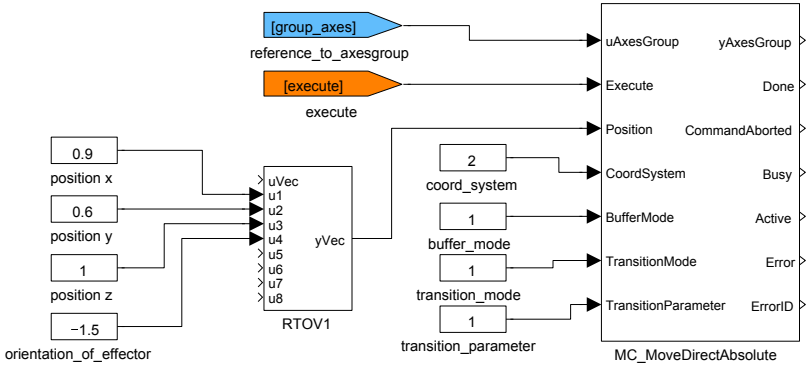 [group_axes]
reference_to_axesgroup
[execute]
execute
0.9
position x
0.6
position y
1
position z
−1.5
orientation_of_effector
uVec
u1
u2
u3
u4
u5
u6
u7
u8
yVec
RTOV1
2
coord_system
1
buffer_mode
1
transition_mode
1
transition_parameter
uAxesGroup yAxesGroup
Execute Done
Position CommandAborted
CoordSystem Busy
BufferMode Active
TransitionMode Error
TransitionParameter ErrorID
MC_MoveDirectAbsolute